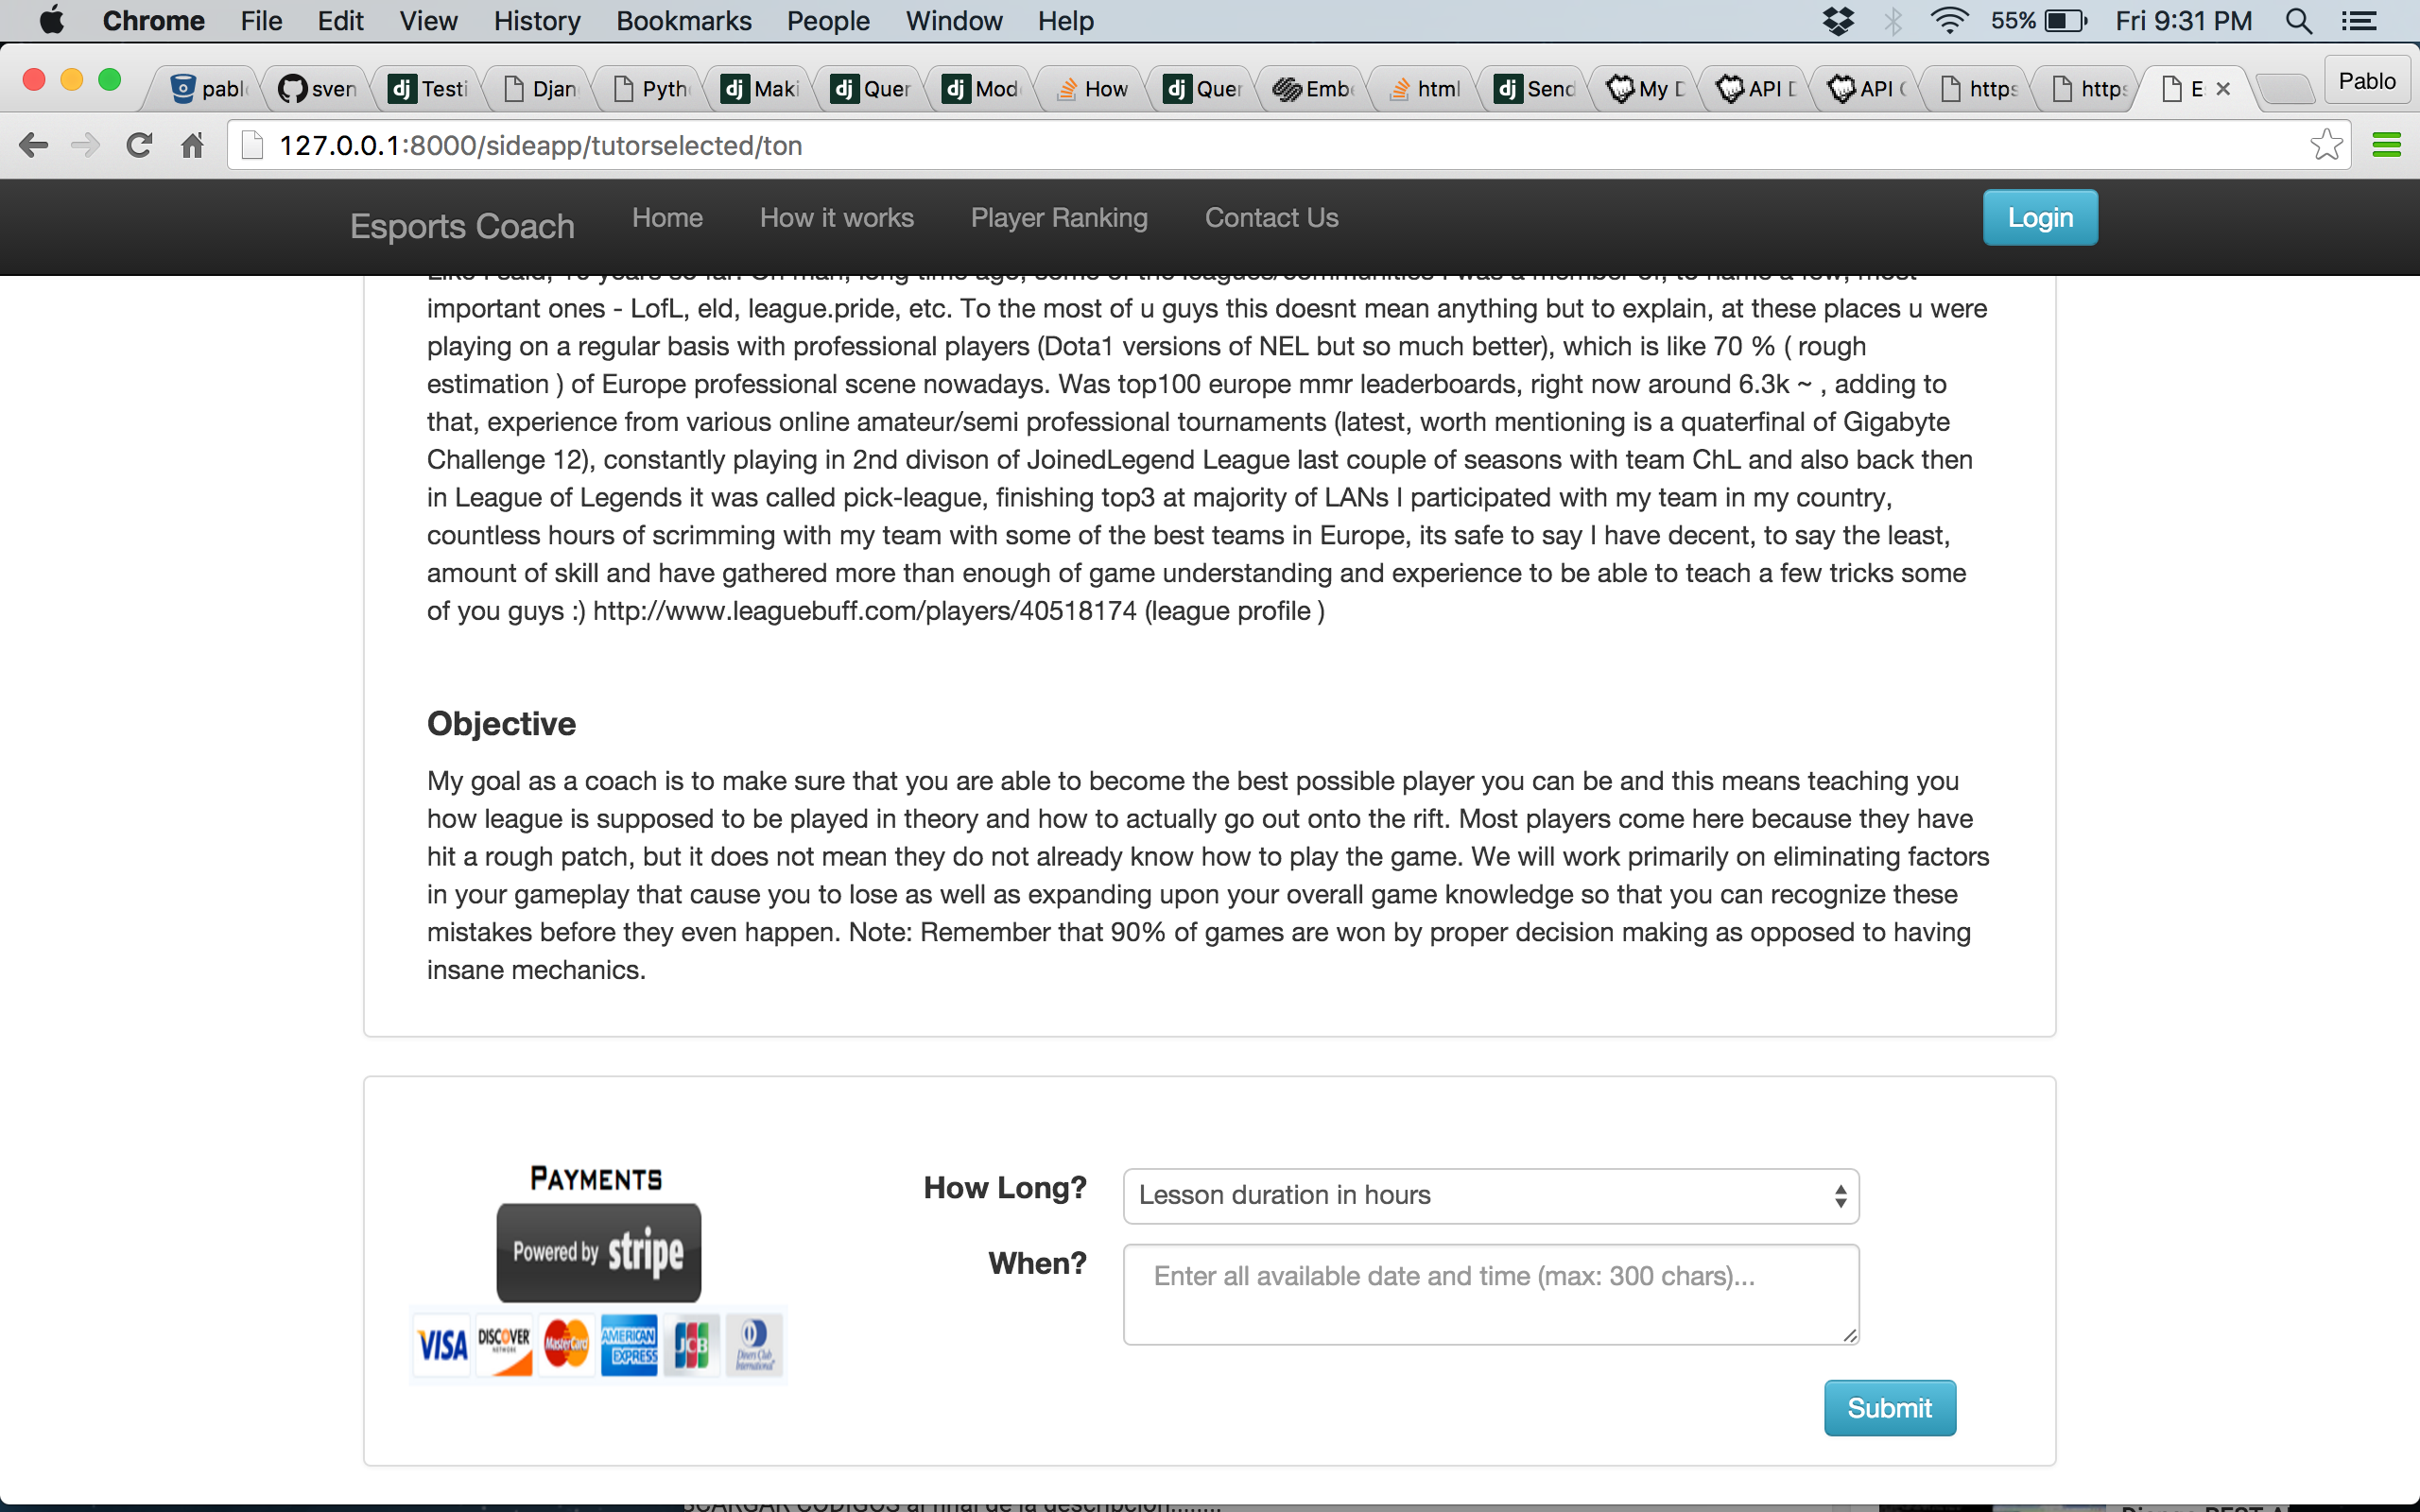 Chrome File Edit View History Bookmarks People Window Help 55% Fri 9:31 PM
pabl sven Testi Djan Pyth Maki Quer Mod How Quer Embe html Send My D API D API https https E Pablo
127.0.0.1:8000/sideapp/tutorselected/ton
Esports Coach Home How it works Player Ranking Contact Us Login
important ones - LofL, eld, league.pride, etc. To the most of u guys this doesnt mean anything but to explain, at these places u were
playing on a regular basis with professional players (Dota1 versions of NEL but so much better), which is like 70 % ( rough
estimation ) of Europe professional scene nowadays. Was top100 europe mmr leaderboards, right now around 6.3k ~ , adding to
that, experience from various online amateur/semi professional tournaments (latest, worth mentioning is a quaterfinal of Gigabyte
Challenge 12), constantly playing in 2nd divison of JoinedLegend League last couple of seasons with team ChL and also back then
in League of Legends it was called pick-league, finishing top3 at majority of LANs I participated with my team in my country,
countless hours of scrimming with my team with some of the best teams in Europe, its safe to say I have decent, to say the least,
amount of skill and have gathered more than enough of game understanding and experience to be able to teach a few tricks some
of you guys :) http://www.leaguebuff.com/players/40518174 (league profile )
Objective
My goal as a coach is to make sure that you are able to become the best possible player you can be and this means teaching you
how league is supposed to be played in theory and how to actually go out onto the rift. Most players come here because they have
hit a rough patch, but it does not mean they do not already know how to play the game. We will work primarily on eliminating factors
in your gameplay that cause you to lose as well as expanding upon your overall game knowledge so that you can recognize these
mistakes before they even happen. Note: Remember that 90% of games are won by proper decision making as opposed to having
insane mechanics.
PAYMENTS
Powered by stripe
VISA DISCOVER NETWORK MasterCard AMERICAN EXPRESS JCB Diners Club International
How Long? Lesson duration in hours
When? Enter all available date and time (max: 300 chars)...
Submit